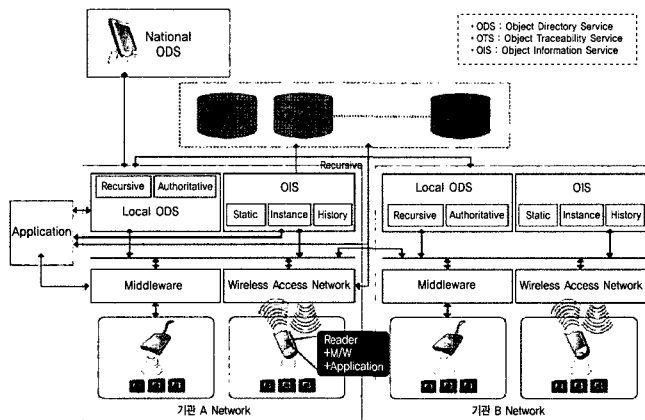 National
ODS
• ODS : Object Directory Service
• OTS : Object Traceability Service
• OIS : Object Information Service
Recursive
Recursive
Authoritative
Local ODS
OIS
Static
Instance
History
Local ODS
Recursive
Authoritative
OIS
Static
Instance
History
Application
Middleware
Wireless Access Network
Middleware
Wireless Access Network
Reader
+M/W
+Application
기관 A Network
기관 B Network